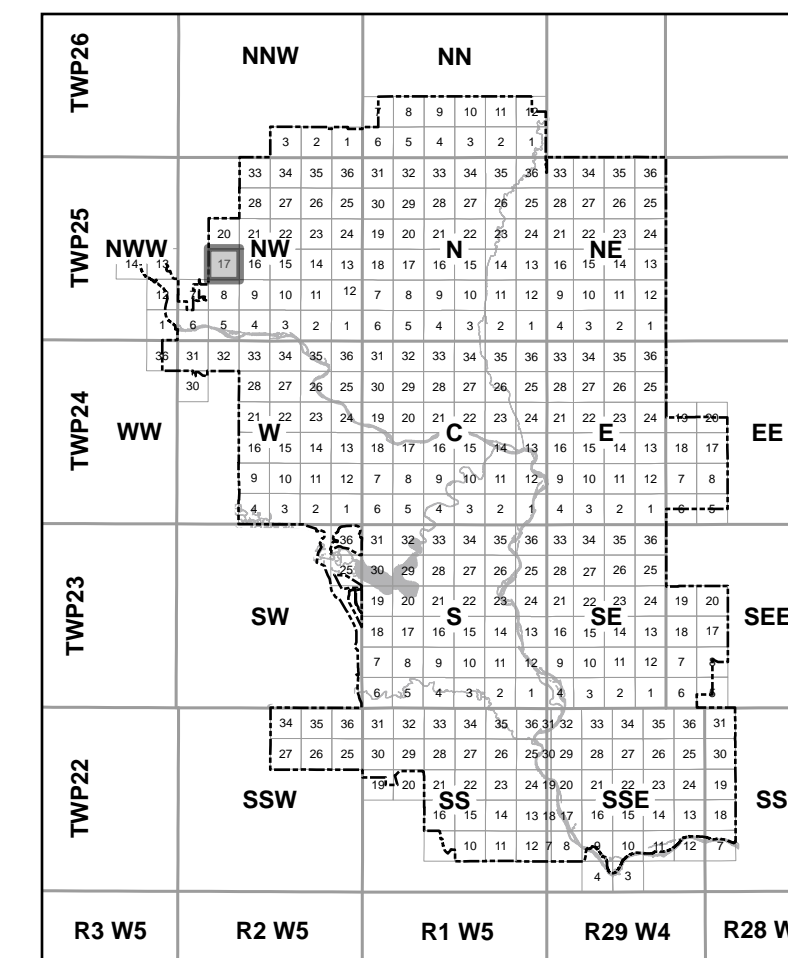 TWP26 NNW NN
7 8 9 10 11 12
3 2 1 6 5 4 3 2 1
33 34 35 36 31 32 33 34 35 36 33 34 35 36
28 27 26 25 30 29 28 27 26 25 28 27 26 25
20 21 22 23 24 19 20 21 22 23 24 21 22 23 24
TWP25 NWW NW N NE
14 13 17 16 15 14 13 18 17 16 15 14 13 16 15 14 13
12 7 8 9 10 11 12 7 8 9 10 11 12 9 10 11 12
1 6 5 4 3 2 1 6 5 4 3 2 1 4 3 2 1
36 31 32 33 34 35 36 31 32 33 34 35 36 33 34 35 36
30 28 27 26 25 30 29 28 27 26 25 28 27 26 25
21 22 23 24 19 20 21 22 23 24 21 22 23 24 19 20
TWP24 WW W C E EE
16 15 14 13 18 17 16 15 14 13 16 15 14 13 18 17
9 10 11 12 7 8 9 10 11 12 9 10 11 12 7 8
4 3 2 1 6 5 4 3 2 1 4 3 2 1 6 5
36 31 32 33 34 35 36 33 34 35 36
25 30 29 28 27 26 25 28 27 26 25
19 20 21 22 23 24 21 22 23 24 19 20
TWP23 SW S SE SEE
18 17 16 15 14 13 16 15 14 13 18 17
7 8 9 10 11 12 9 10 11 12 7 8
6 5 4 3 2 1 4 3 2 1 6
34 35 36 31 32 33 34 35 36 31 32 33 34 35 36 31
27 26 25 30 29 28 27 26 25 30 29 28 27 26 25 30
19 20 21 22 23 24 19 20 21 22 23 24 19
TWP22 SSW SS SSE SS
16 15 14 13 18 17 16 15 14 13 18
10 11 12 7 8 9 10 11 12 7
4 3
R3 W5 R2 W5 R1 W5 R29 W4 R28 W